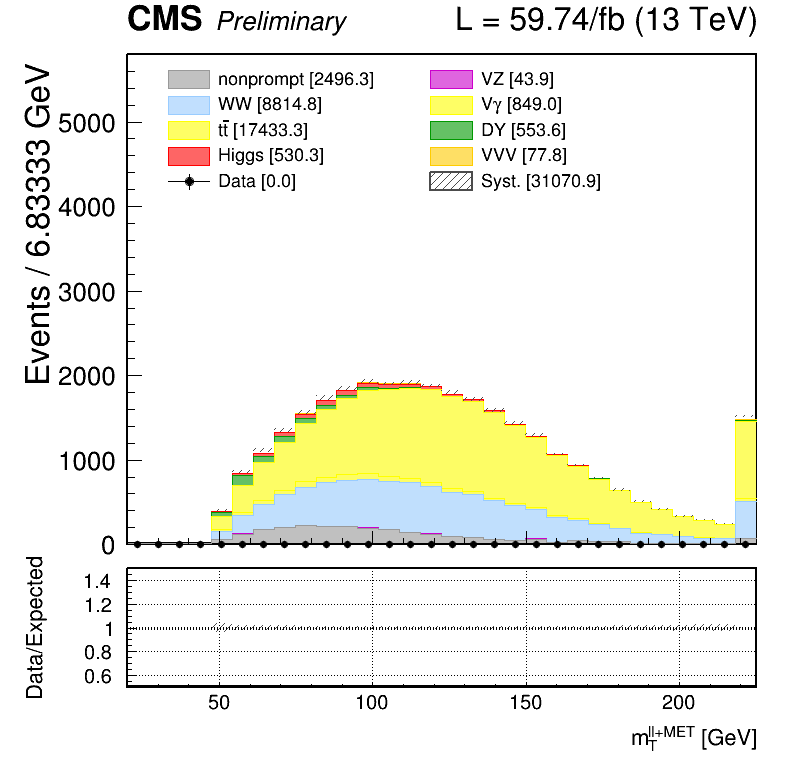 CMS Preliminary L = 59.74/fb (13 TeV)
Events / 6.83333 GeV
nonprompt [2496.3] VZ [43.9]
WW [8814.8] Vγ [849.0]
tt̄ [17433.3] DY [553.6]
Higgs [530.3] VVV [77.8]
Data [0.0] Syst. [31070.9]
5000
4000
3000
2000
1000
0
Data/Expected
1.4
1.2
1
0.8
0.6
50 100 150 200
m_T^{ll+MET} [GeV]